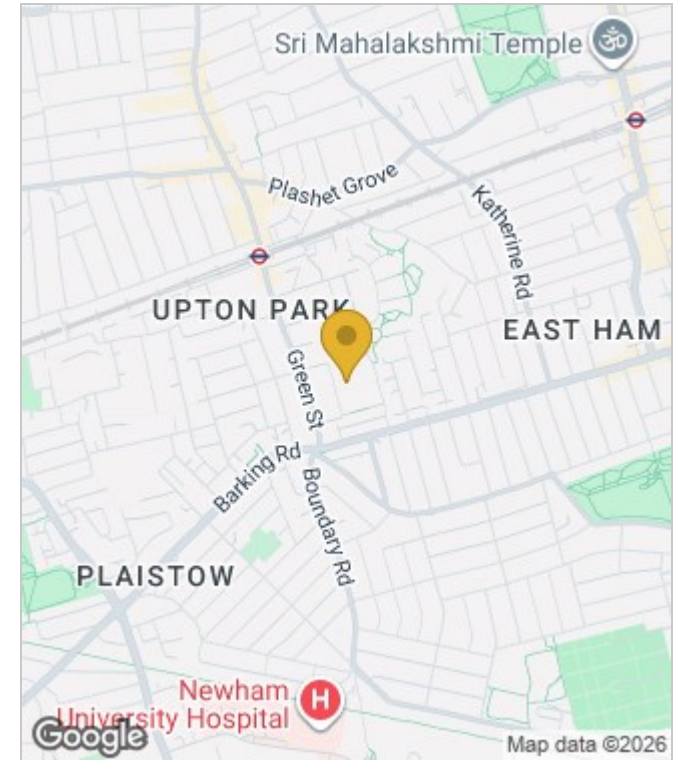 Sri Mahalakshmi Temple
Plashet Grove
Katherine Rd
UPTON PARK
EAST HAM
Green St
Barking Rd
Boundary Rd
PLAISTOW
Newham
University Hospital
H
Google
Map data ©2026